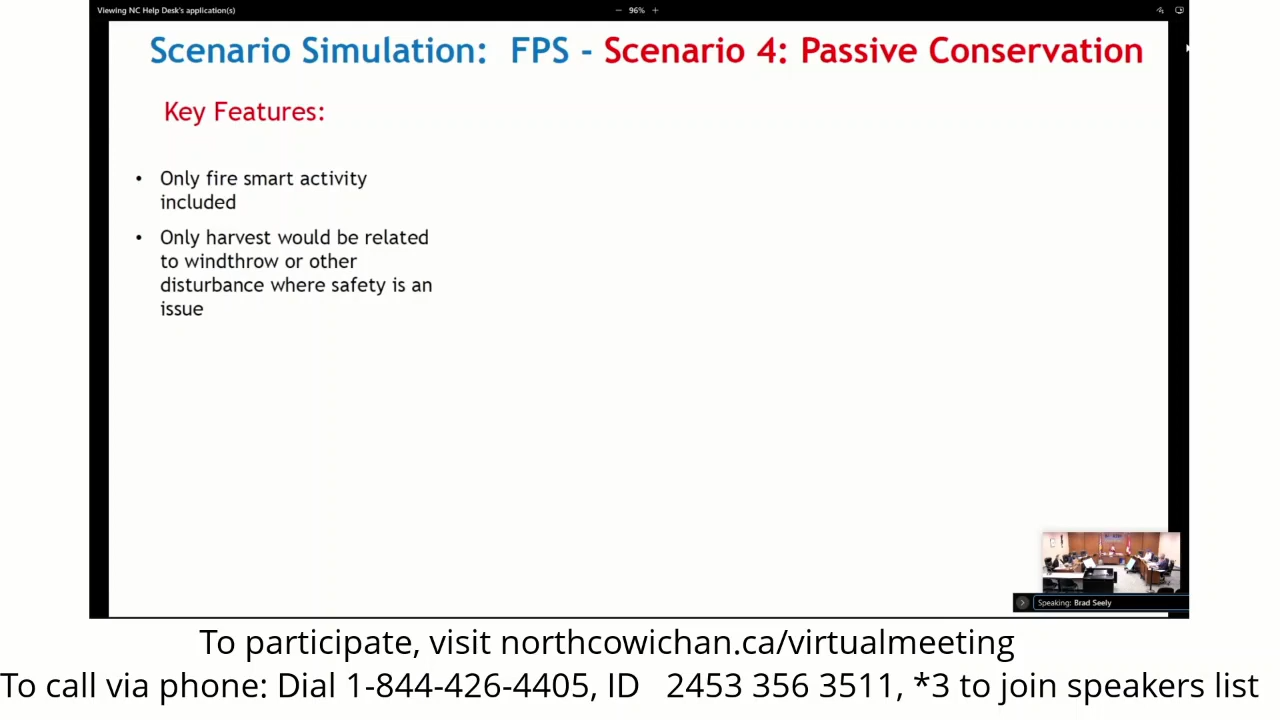 Viewing NC Help Desk's application(s)
− 96% +
Scenario Simulation: FPS - Scenario 4: Passive Conservation
Key Features:
• Only fire smart activity
included
• Only harvest would be related
to windthrow or other
disturbance where safety is an
issue
Speaking: Brad Seely
To participate, visit northcowichan.ca/virtualmeeting
To call via phone: Dial 1-844-426-4405, ID 2453 356 3511, *3 to join speakers list